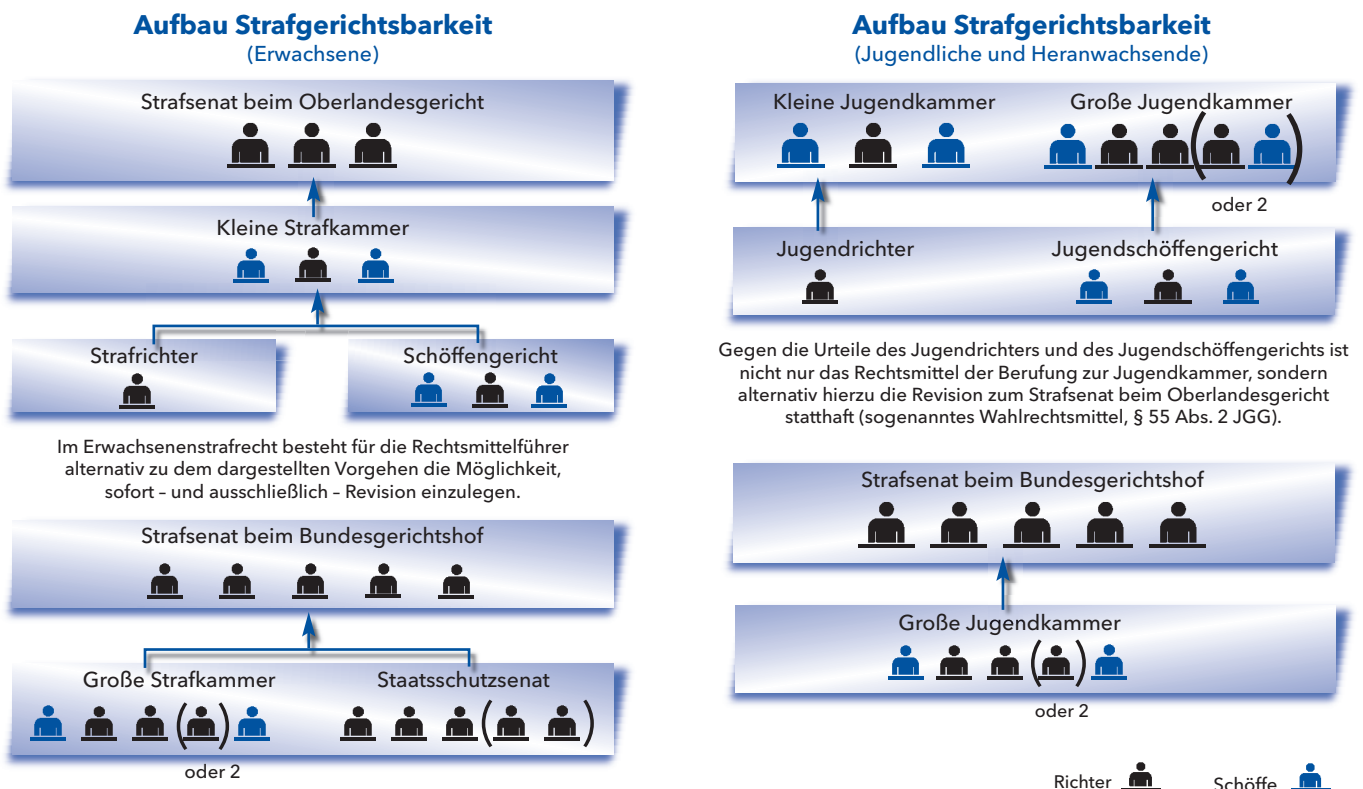 Aufbau Strafgerichtsbarkeit
(Erwachsene)
Strafsenat beim Oberlandesgericht
Kleine Strafkammer
Strafrichter
Schöffengericht
Im Erwachsenenstrafrecht besteht für die Rechtsmittelführer
alternativ zu dem dargestellten Vorgehen die Möglichkeit,
sofort – und ausschließlich – Revision einzulegen.
Strafsenat beim Bundesgerichtshof
Große Strafkammer
Staatsschutzsenat
oder 2
Aufbau Strafgerichtsbarkeit
(Jugendliche und Heranwachsende)
Kleine Jugendkammer
Große Jugendkammer
oder 2
Jugendrichter
Jugendschöffengericht
Gegen die Urteile des Jugendrichters und des Jugendschöffengerichts ist
nicht nur das Rechtsmittel der Berufung zur Jugendkammer, sondern
alternativ hierzu die Revision zum Strafsenat beim Oberlandesgericht
statthaft (sogenanntes Wahlrechtsmittel, § 55 Abs. 2 JGG).
Strafsenat beim Bundesgerichtshof
Große Jugendkammer
oder 2
Richter
Schöffe